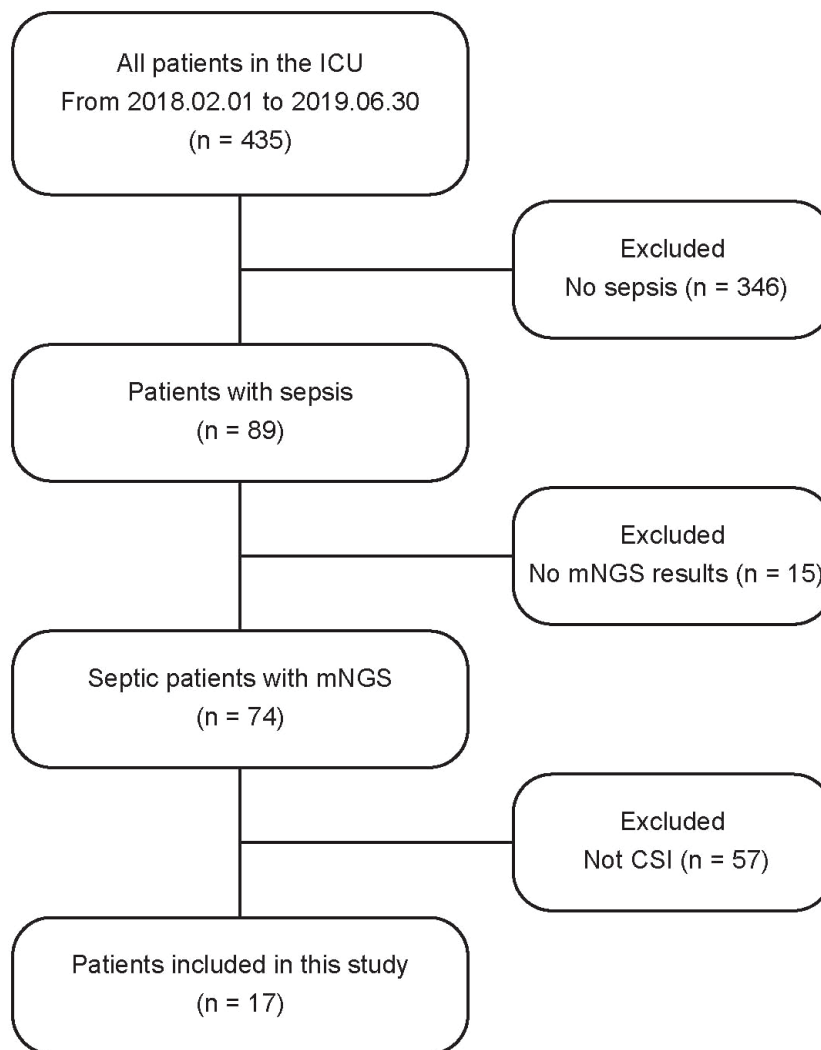 All patients in the ICU
From 2018.02.01 to 2019.06.30
(n = 435)
Excluded
No sepsis (n = 346)
Patients with sepsis
(n = 89)
Excluded
No mNGS results (n = 15)
Septic patients with mNGS
(n = 74)
Excluded
Not CSI (n = 57)
Patients included in this study
(n = 17)